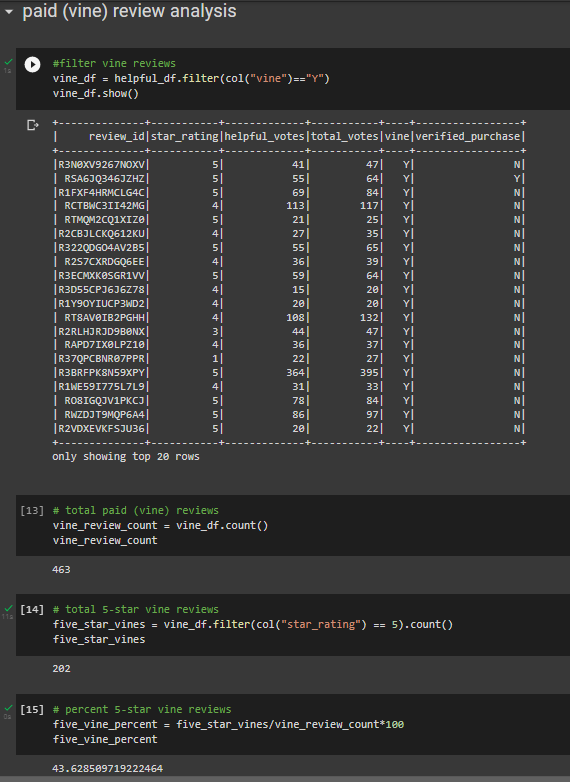 paid (vine) review analysis
#filter vine reviews
vine_df = helpful_df.filter(col("vine")=="Y")
vine_df.show()
+--------------+-----------+-------------+-----------+----+-----------------+
|     review_id|star_rating|helpful_votes|total_votes|vine|verified_purchase|
+--------------+-----------+-------------+-----------+----+-----------------+
|R3N0XV9267NOXV|          5|           41|         47|   Y|                N|
| RSA6JQ346JZHZ|          5|           55|         64|   Y|                Y|
|R1FXF4HRMCLG4C|          5|           69|         84|   Y|                N|
| RCTBWC3II42MG|          4|          113|        117|   Y|                N|
| RTMQM2CQ1XIZ0|          5|           21|         25|   Y|                N|
|R2CBJLCKQ612KU|          4|           27|         35|   Y|                N|
|R322QDGO4AV2B5|          5|           55|         65|   Y|                N|
| R2S7CXRDGQ6EE|          4|           36|         39|   Y|                N|
|R3ECMXK0SGR1VV|          5|           59|         64|   Y|                N|
|R3D55CPJ6J6Z78|          4|           15|         20|   Y|                N|
|R1Y9OYIUCP3WD2|          4|           20|         20|   Y|                N|
| RT8AV0IB2PGHH|          4|          108|        132|   Y|                N|
|R2RLHJRJD9B0NX|          3|           44|         47|   Y|                N|
| RAPD7IX0LPZ10|          4|           36|         37|   Y|                N|
|R37QPCBNR07PPR|          1|           22|         27|   Y|                N|
|R3BRFPK8N59XPY|          5|          364|        395|   Y|                N|
|R1WE59I775L7L9|          4|           31|         33|   Y|                N|
| RO8IGQJV1PKCJ|          5|           78|         84|   Y|                N|
| RWZDJT9MQP6A4|          5|           86|         97|   Y|                N|
|R2VDXEVKFSJU36|          5|           20|         22|   Y|                N|
+--------------+-----------+-------------+-----------+----+-----------------+
only showing top 20 rows
[13] # total paid (vine) reviews
vine_review_count = vine_df.count()
vine_review_count
463
[14] # total 5-star vine reviews
five_star_vines = vine_df.filter(col("star_rating") == 5).count()
five_star_vines
202
[15] # percent 5-star vine reviews
five_vine_percent = five_star_vines/vine_review_count*100
five_vine_percent
43.628509719222464